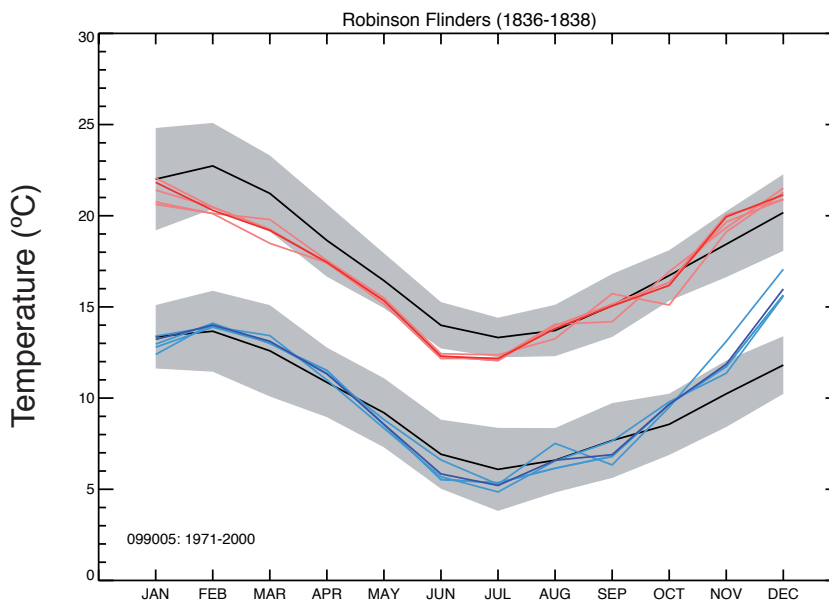 Robinson Flinders (1836-1838)
Temperature (ºC)
30
25
20
15
10
5
0
099005: 1971-2000
JAN FEB MAR APR MAY JUN JUL AUG SEP OCT NOV DEC